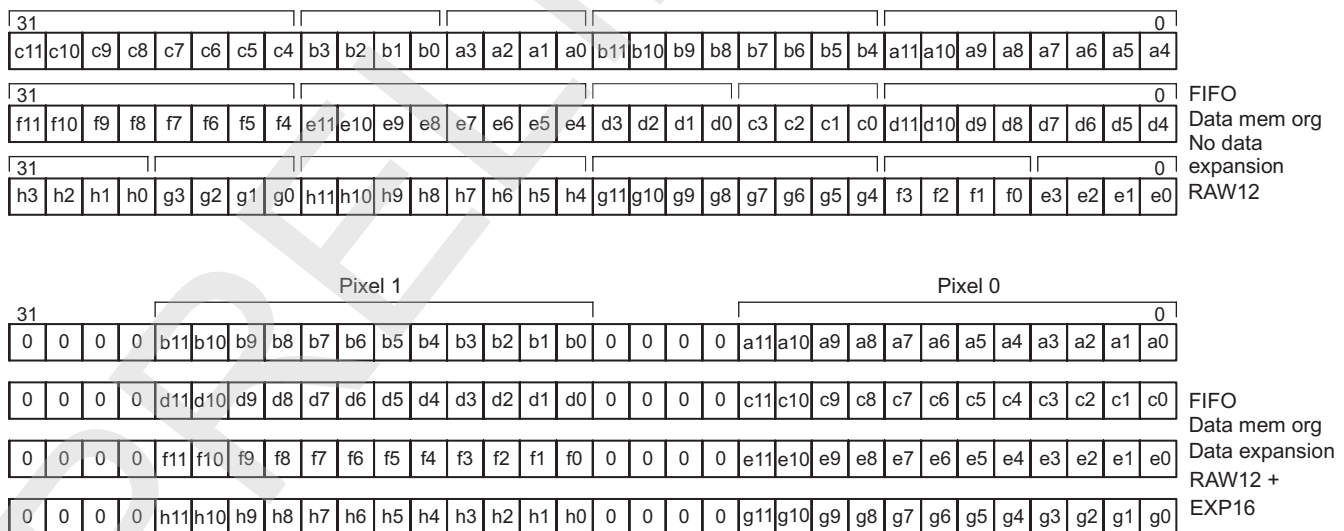 31 0
c11 c10 c9 c8 c7 c6 c5 c4 b3 b2 b1 b0 a3 a2 a1 a0 b11 b10 b9 b8 b7 b6 b5 b4 a11 a10 a9 a8 a7 a6 a5 a4
31 0 FIFO
f11 f10 f9 f8 f7 f6 f5 f4 e11 e10 e9 e8 e7 e6 e5 e4 d3 d2 d1 d0 c3 c2 c1 c0 d11 d10 d9 d8 d7 d6 d5 d4 Data mem org
No data
31 0 expansion
h3 h2 h1 h0 g3 g2 g1 g0 h11 h10 h9 h8 h7 h6 h5 h4 g11 g10 g9 g8 g7 g6 g5 g4 f3 f2 f1 f0 e3 e2 e1 e0 RAW12
Pixel 1 Pixel 0
31 0
0 0 0 0 b11 b10 b9 b8 b7 b6 b5 b4 b3 b2 b1 b0 0 0 0 0 a11 a10 a9 a8 a7 a6 a5 a4 a3 a2 a1 a0
0 0 0 0 d11 d10 d9 d8 d7 d6 d5 d4 d3 d2 d1 d0 0 0 0 0 c11 c10 c9 c8 c7 c6 c5 c4 c3 c2 c1 c0 FIFO
Data mem org
0 0 0 0 f11 f10 f9 f8 f7 f6 f5 f4 f3 f2 f1 f0 0 0 0 0 e11 e10 e9 e8 e7 e6 e5 e4 e3 e2 e1 e0 Data expansion
RAW12 +
0 0 0 0 h11 h10 h9 h8 h7 h6 h5 h4 h3 h2 h1 h0 0 0 0 0 g11 g10 g9 g8 g7 g6 g5 g4 g3 g2 g1 g0 EXP16